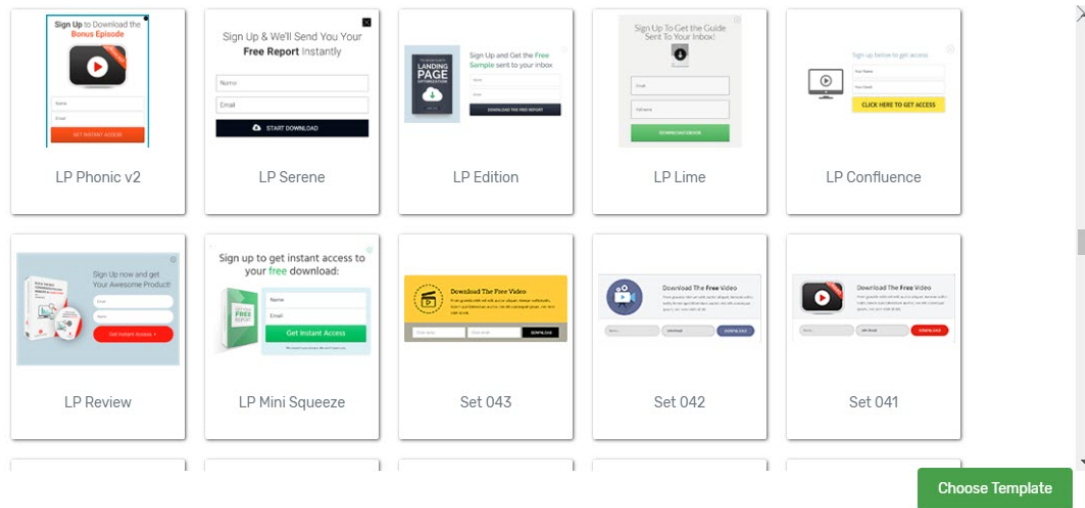 Sign Up to Download the
Bonus Episode
Name
Email
GET INSTANT ACCESS
LP Phonic v2
Sign Up & We'll Send You Your
Free Report Instantly
Name
Email
START DOWNLOAD
LP Serene
LANDING
PAGE
Sign Up and Get the Free
Sample sent to your inbox
Name
Email
DOWNLOAD THE FREE REPORT
LP Edition
Sign Up To Get the Guide
Sent To Your Inbox!
Email
Full name
LP Lime
Sign up below to get access
Your Name
Your Email
CLICK HERE TO GET ACCESS
LP Confluence
Sign Up now and get
Your Awesome Product!
Email
Name
Get Instant Access
LP Review
Sign up to get instant access to
your free download:
FREE
REPORT
Name
Email
Get Instant Access
LP Mini Squeeze
Download The Free Video
DOWNLOAD
Set 043
Download The Free Video
DOWNLOAD
Set 042
Download The Free Video
DOWNLOAD
Set 041
Choose Template